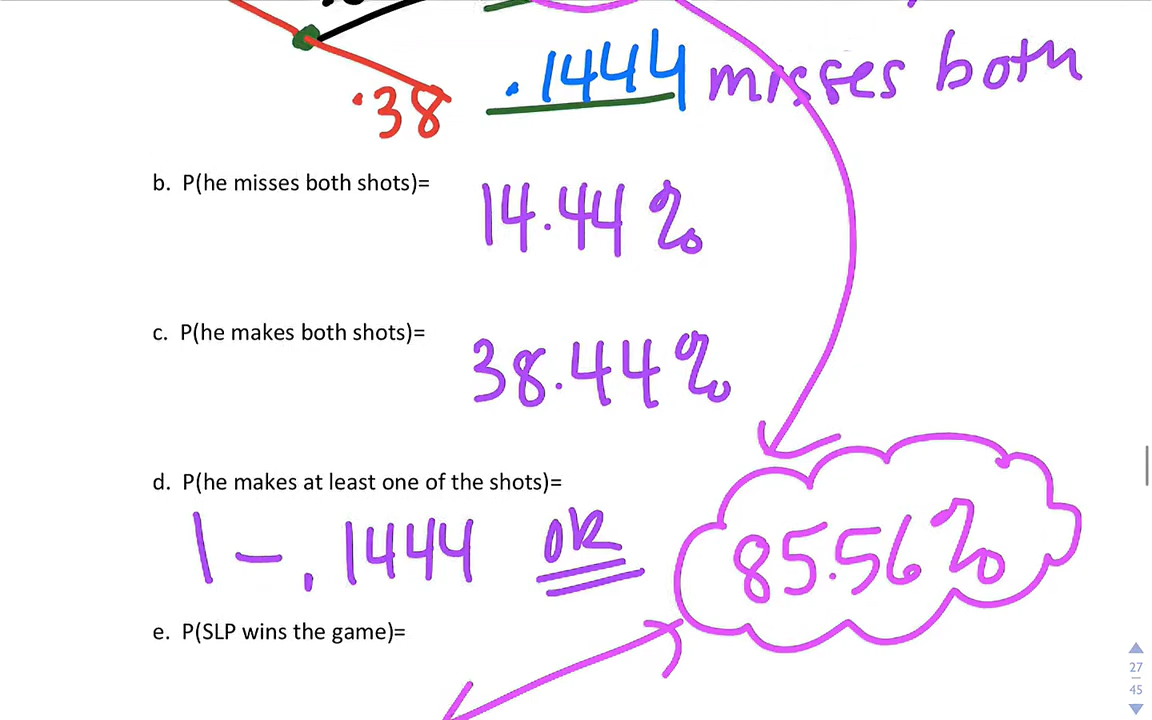 .1444 misses both
.38
b. P(he misses both shots)=
14.44%
c. P(he makes both shots)=
38.44%
d. P(he makes at least one of the shots)=
1 - .1444 OR 85.56%
e. P(SLP wins the game)=
27
45